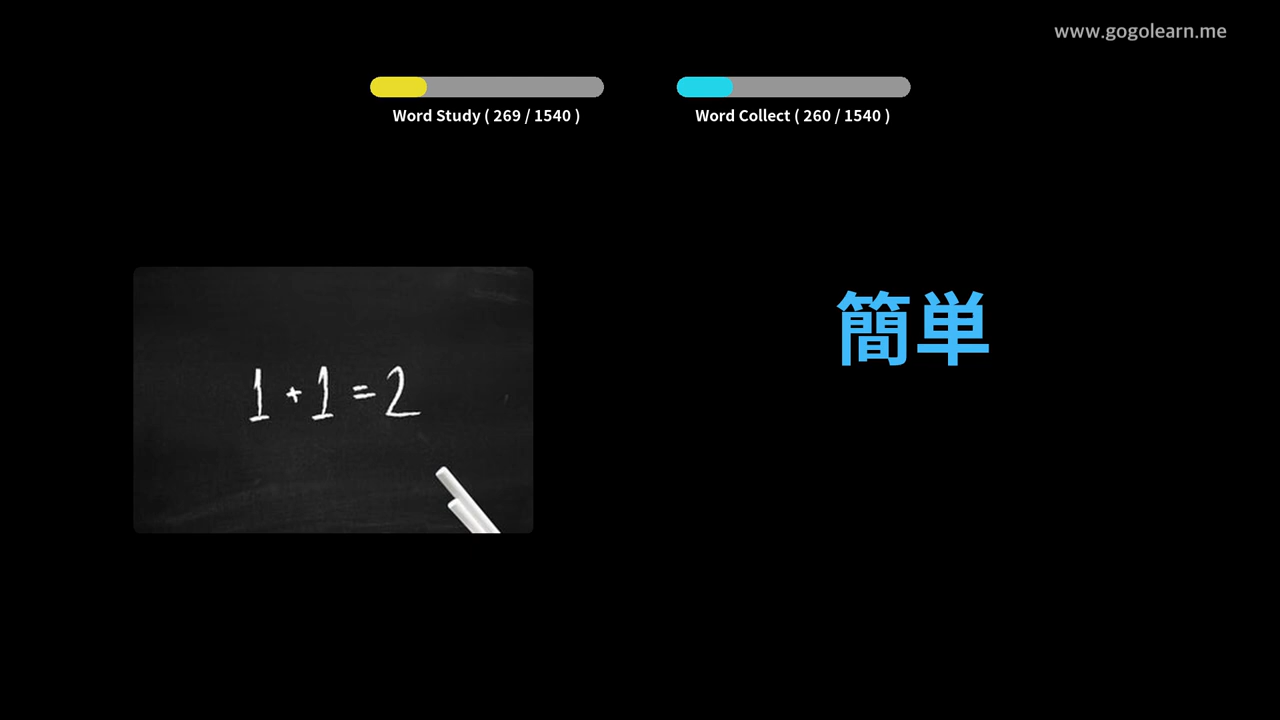 www.gogolearn.me
Word Study ( 269 / 1540 )
Word Collect ( 260 / 1540 )
1 + 1 = 2
簡単